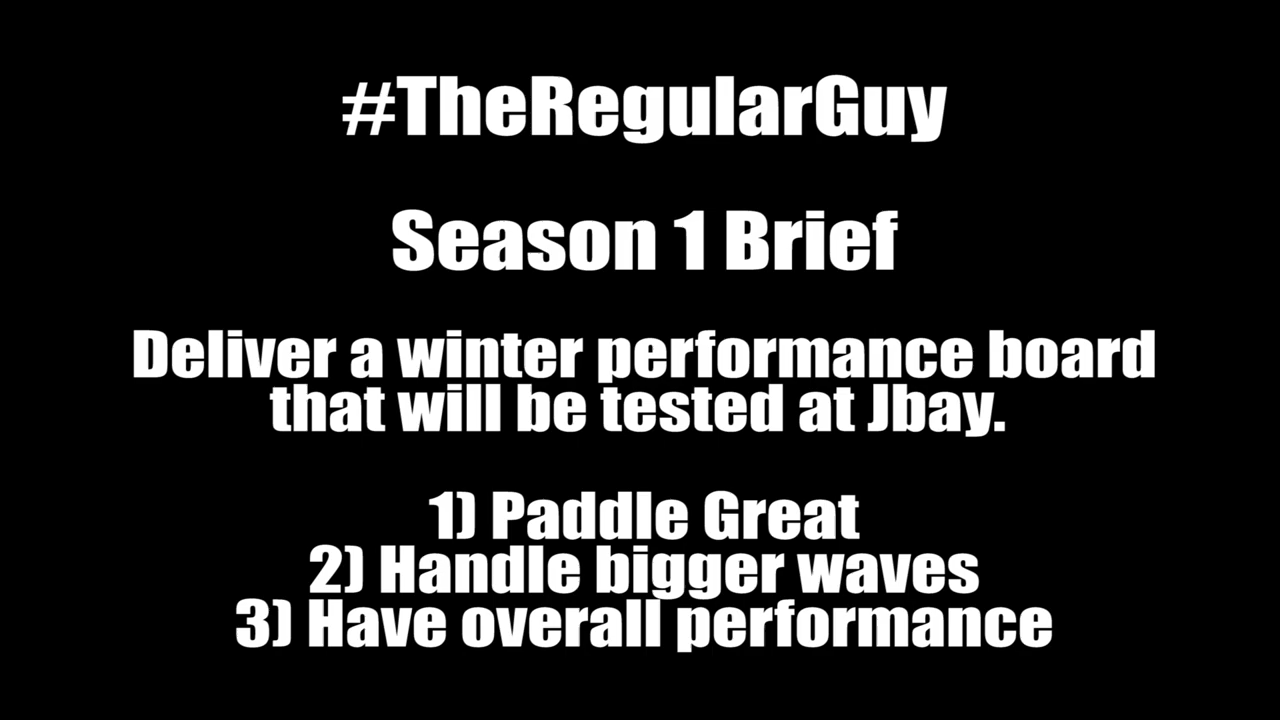 #TheRegularGuy
Season 1 Brief
Deliver a winter performance board
that will be tested at Jbay.
1) Paddle Great
2) Handle bigger waves
3) Have overall performance